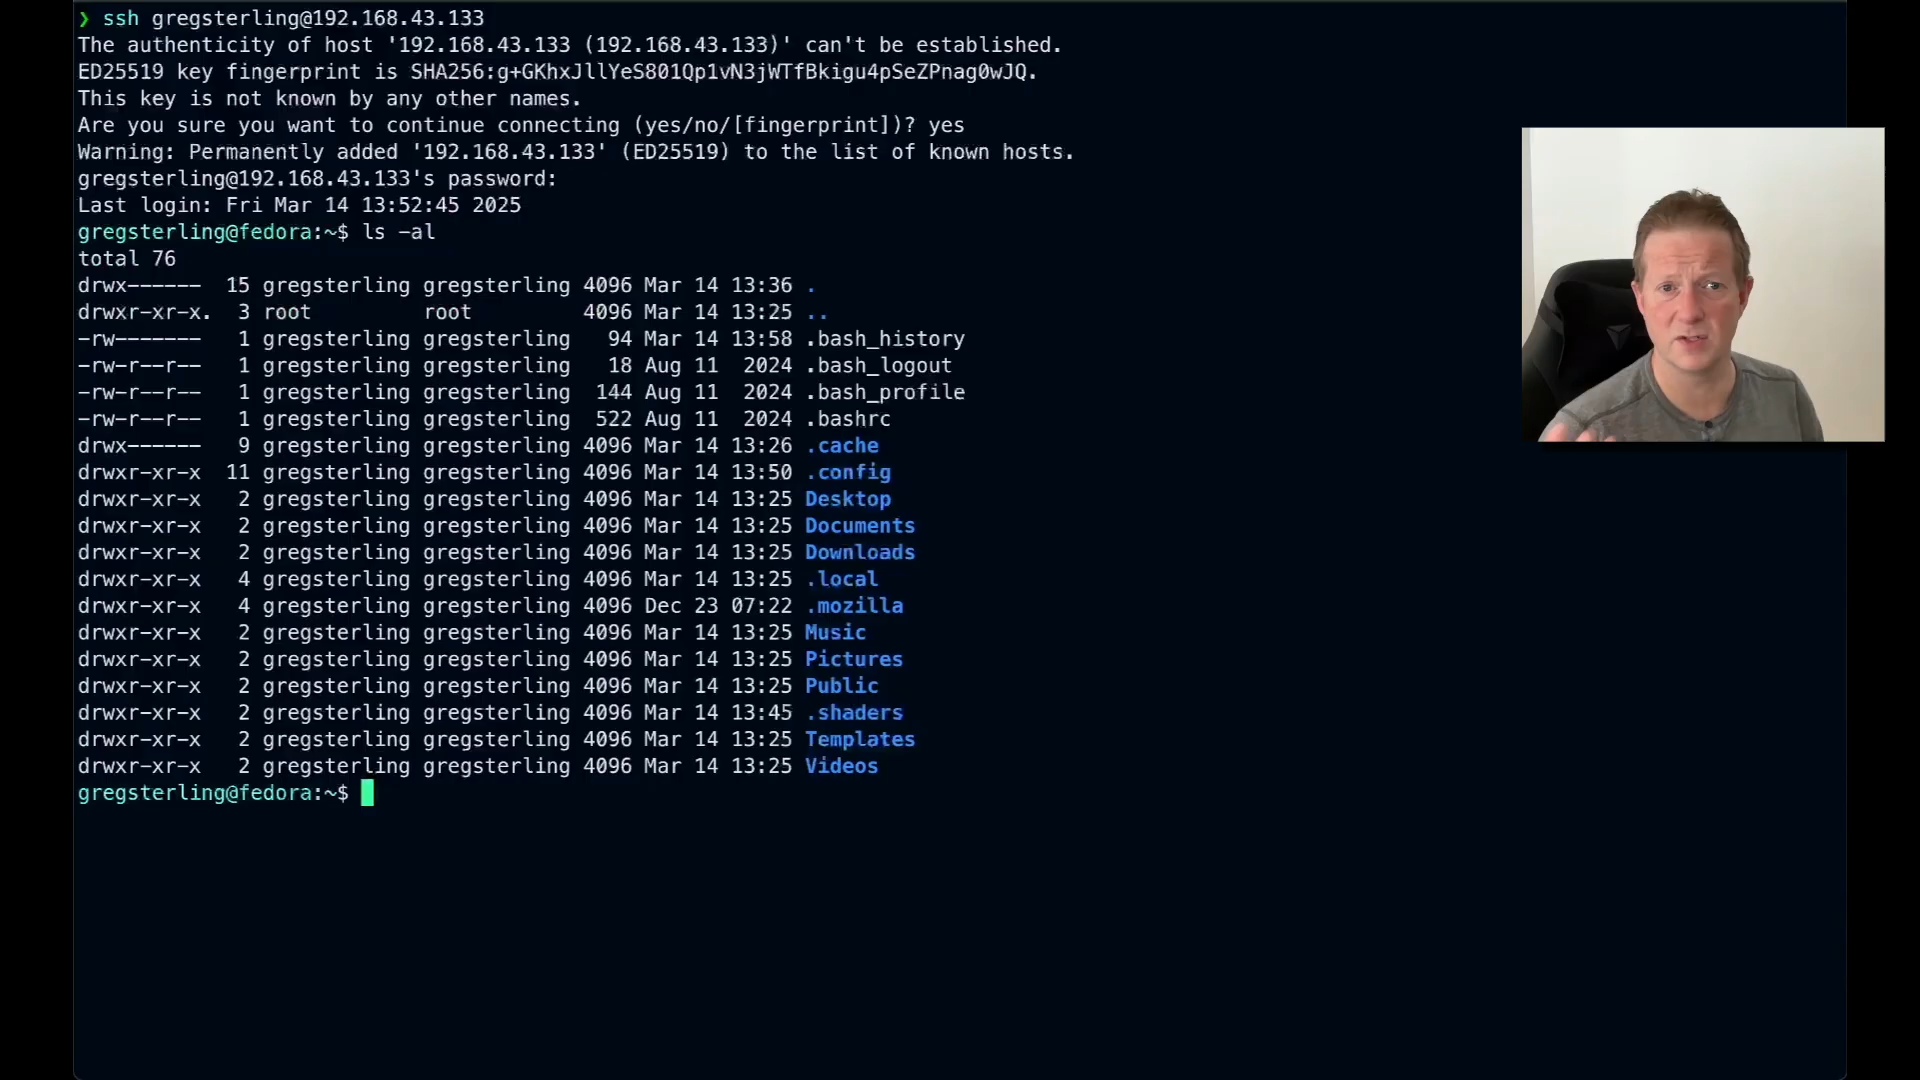 ❯ ssh gregsterling@192.168.43.133
The authenticity of host '192.168.43.133 (192.168.43.133)' can't be established.
ED25519 key fingerprint is SHA256:g+GKhxJllYeS801Qp1vN3jWTfBkigu4pSeZPnag0wJQ.
This key is not known by any other names.
Are you sure you want to continue connecting (yes/no/[fingerprint])? yes
Warning: Permanently added '192.168.43.133' (ED25519) to the list of known hosts.
gregsterling@192.168.43.133's password:
Last login: Fri Mar 14 13:52:45 2025
gregsterling@fedora:~$ ls -al
total 76
drwx------  15 gregsterling gregsterling 4096 Mar 14 13:36 .
drwxr-xr-x.  3 root         root         4096 Mar 14 13:25 ..
-rw-------   1 gregsterling gregsterling   94 Mar 14 13:58 .bash_history
-rw-r--r--   1 gregsterling gregsterling   18 Aug 11  2024 .bash_logout
-rw-r--r--   1 gregsterling gregsterling  144 Aug 11  2024 .bash_profile
-rw-r--r--   1 gregsterling gregsterling  522 Aug 11  2024 .bashrc
drwx------   9 gregsterling gregsterling 4096 Mar 14 13:26 .cache
drwxr-xr-x  11 gregsterling gregsterling 4096 Mar 14 13:50 .config
drwxr-xr-x   2 gregsterling gregsterling 4096 Mar 14 13:25 Desktop
drwxr-xr-x   2 gregsterling gregsterling 4096 Mar 14 13:25 Documents
drwxr-xr-x   2 gregsterling gregsterling 4096 Mar 14 13:25 Downloads
drwxr-xr-x   4 gregsterling gregsterling 4096 Mar 14 13:25 .local
drwxr-xr-x   4 gregsterling gregsterling 4096 Dec 23 07:22 .mozilla
drwxr-xr-x   2 gregsterling gregsterling 4096 Mar 14 13:25 Music
drwxr-xr-x   2 gregsterling gregsterling 4096 Mar 14 13:25 Pictures
drwxr-xr-x   2 gregsterling gregsterling 4096 Mar 14 13:25 Public
drwxr-xr-x   2 gregsterling gregsterling 4096 Mar 14 13:45 .shaders
drwxr-xr-x   2 gregsterling gregsterling 4096 Mar 14 13:25 Templates
drwxr-xr-x   2 gregsterling gregsterling 4096 Mar 14 13:25 Videos
gregsterling@fedora:~$